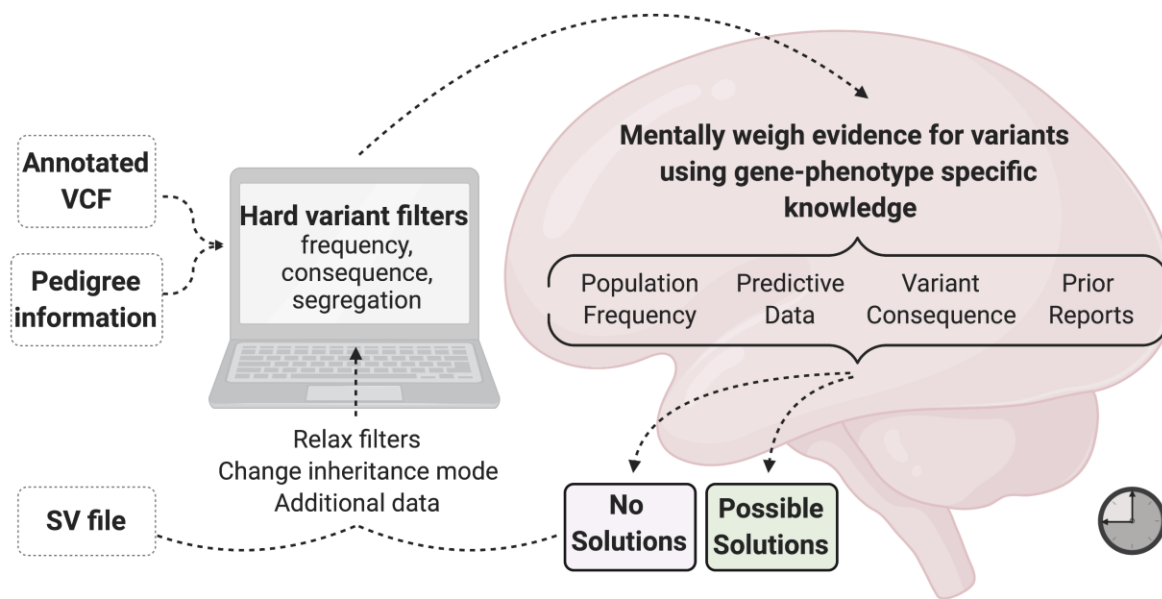 Annotated
VCF
Pedigree
information
Hard variant filters
frequency,
consequence,
segregation
Mentally weigh evidence for variants
using gene-phenotype specific
knowledge
Population
Frequency
Predictive
Data
Variant
Consequence
Prior
Reports
Relax filters
Change inheritance mode
Additional data
SV file
No
Solutions
Possible
Solutions